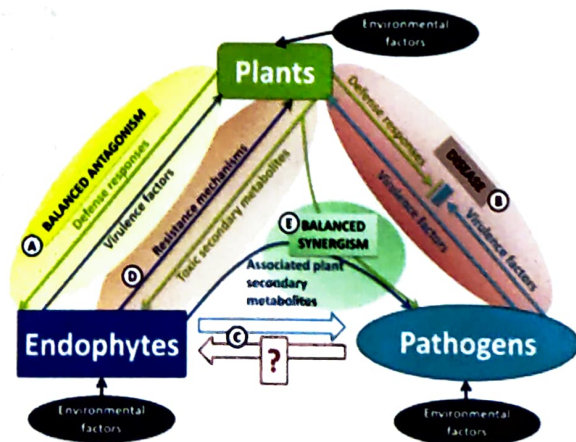 Environmental
factors
Plants
BALANCED ANTAGONISM
Defense responses
Virulence factors
A
Resistance mechanisms
Toxic secondary metabolites
D
Defense responses
DISEASE
B
Virulence factors
Virulence factors
E
BALANCED
SYNERGISM
Associated plant
secondary
metabolites
Endophytes
C
?
Pathogens
Environmental
factors
Environmental
factors